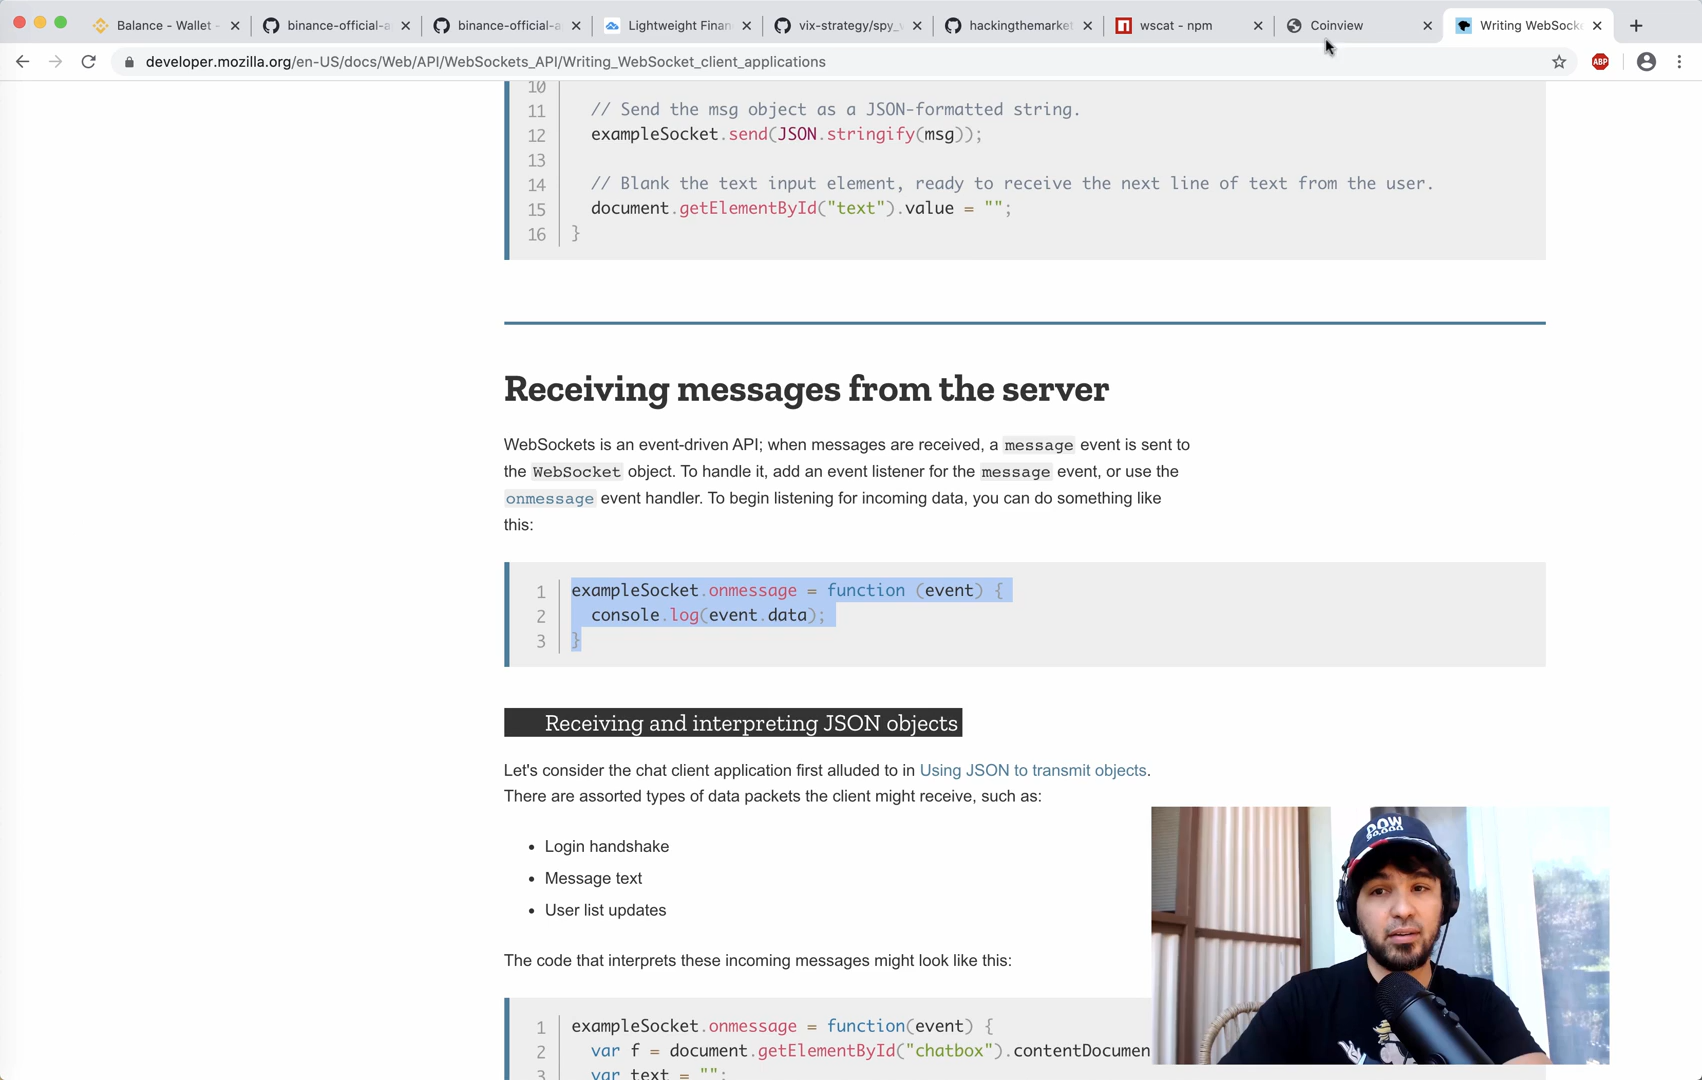 Balance - Wallet -
binance-official-a
binance-official-a
Lightweight Finan
vix-strategy/spy_v
hackingthemarket
wscat - npm
Coinview
Writing WebSocke
developer.mozilla.org/en-US/docs/Web/API/WebSockets_API/Writing_WebSocket_client_applications
ABP
10
11 // Send the msg object as a JSON-formatted string.
12 exampleSocket.send(JSON.stringify(msg));
13
14 // Blank the text input element, ready to receive the next line of text from the user.
15 document.getElementById("text").value = "";
16 }
Receiving messages from the server
WebSockets is an event-driven API; when messages are received, a message event is sent to
the WebSocket object. To handle it, add an event listener for the message event, or use the
onmessage event handler. To begin listening for incoming data, you can do something like
this:
1 exampleSocket.onmessage = function (event) {
2 console.log(event.data);
3 }
Receiving and interpreting JSON objects
Let's consider the chat client application first alluded to in Using JSON to transmit objects.
There are assorted types of data packets the client might receive, such as:
• Login handshake
• Message text
• User list updates
The code that interprets these incoming messages might look like this:
1 exampleSocket.onmessage = function(event) {
2 var f = document.getElementById("chatbox").contentDocumen
3 var text = "";
DOW